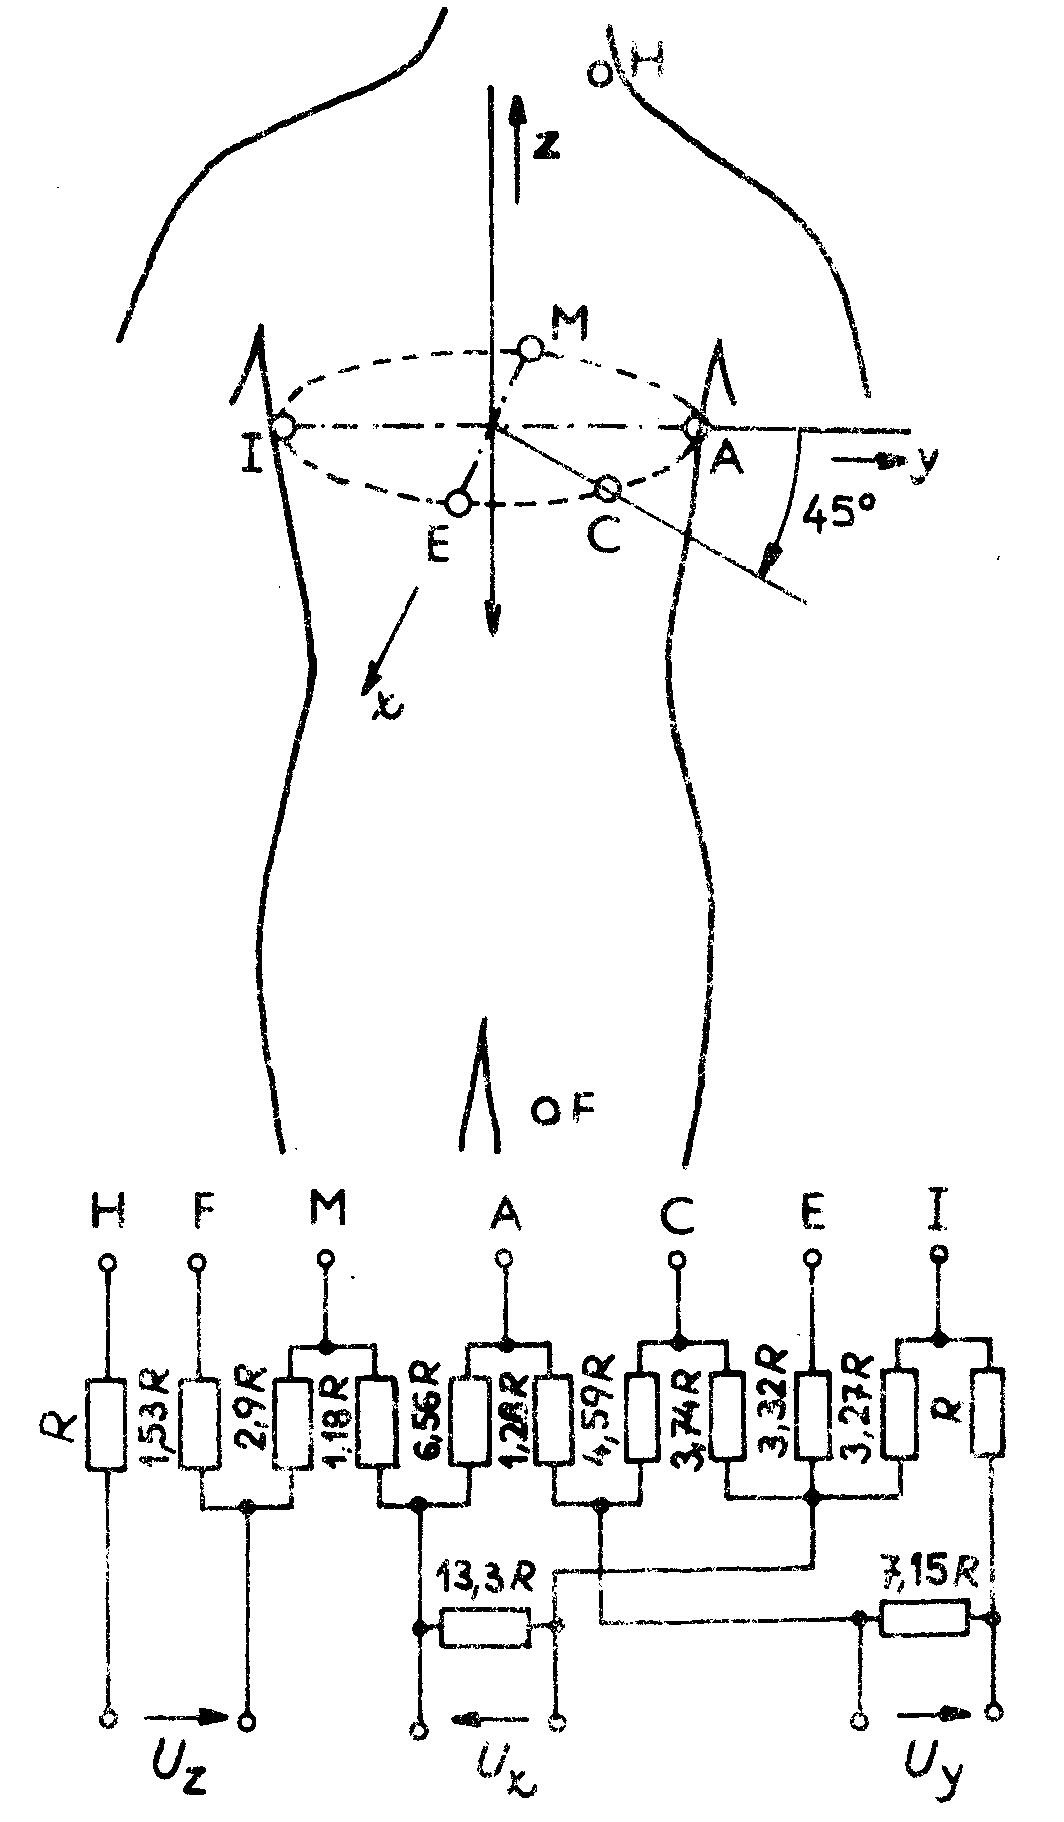 H
z
M
I
A
y
E
C
45°
x
F
H F M A C E I
R
1,53R
2,9R
1,18R
6,56R
1,28R
4,59R
3,74R
3,32R
3,27R
R
13,3R
7,15R
Uz
Ux
Uy